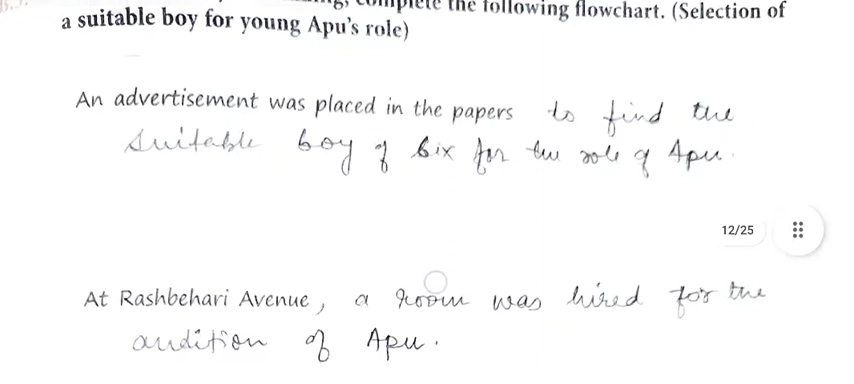 complete the following flowchart. (Selection of
a suitable boy for young Apu's role)
An advertisement was placed in the papers to find the
suitable boy of six for the role of Apu.
12/25
At Rashbehari Avenue, a room was hired for the
audition of Apu.